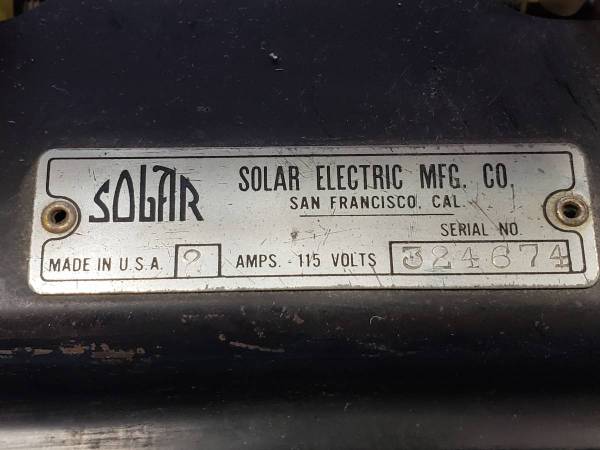 SOLAR
SOLAR ELECTRIC MFG. CO.
SAN FRANCISCO, CAL.
SERIAL NO.
MADE IN U.S.A. 2 AMPS. - 115 VOLTS 324674